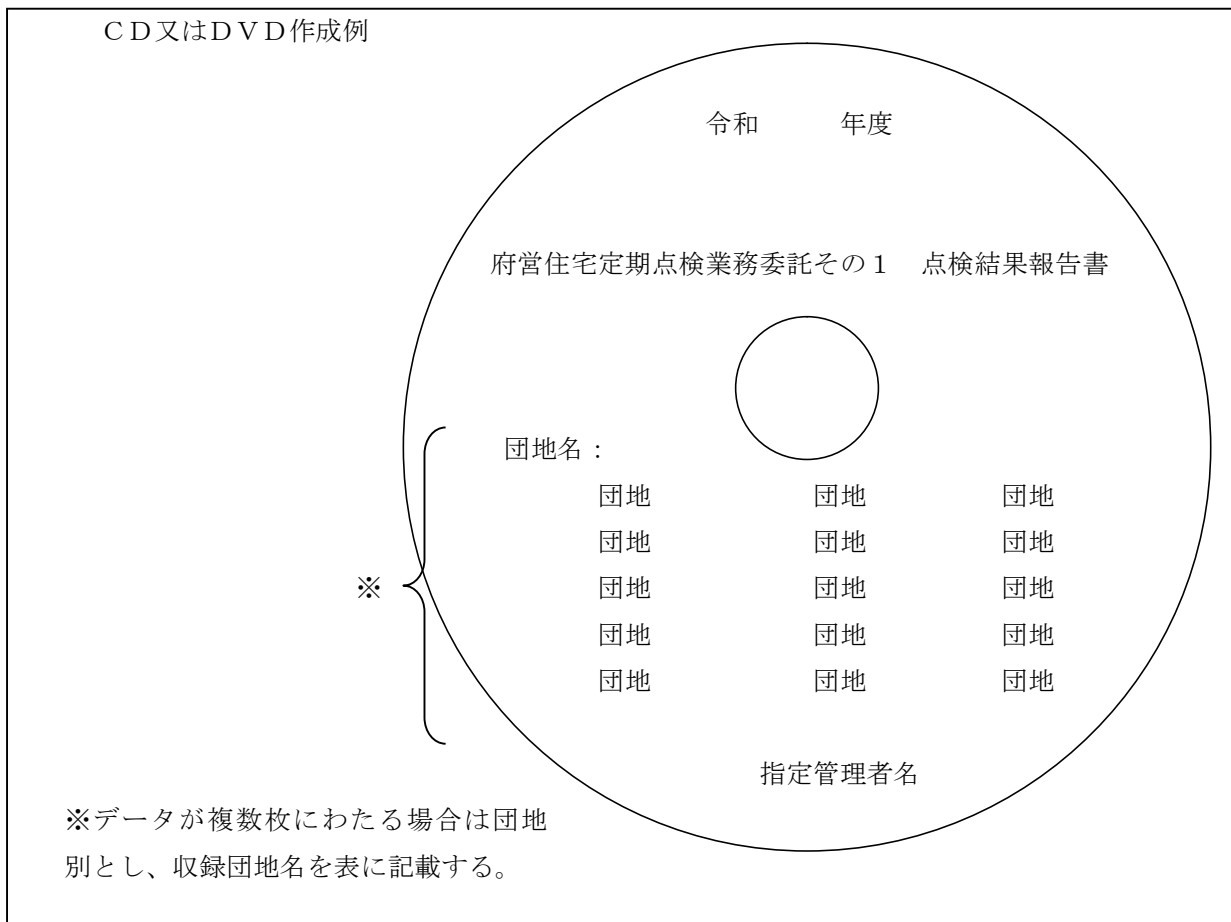 ＣＤ又はＤＶＤ作成例
令和　　　年度
府営住宅定期点検業務委託その１　点検結果報告書
団地名：
団地　団地　団地
団地　団地　団地
団地　団地　団地
団地　団地　団地
団地　団地　団地
※
指定管理者名
※データが複数枚にわたる場合は団地
別とし、収録団地名を表に記載する。